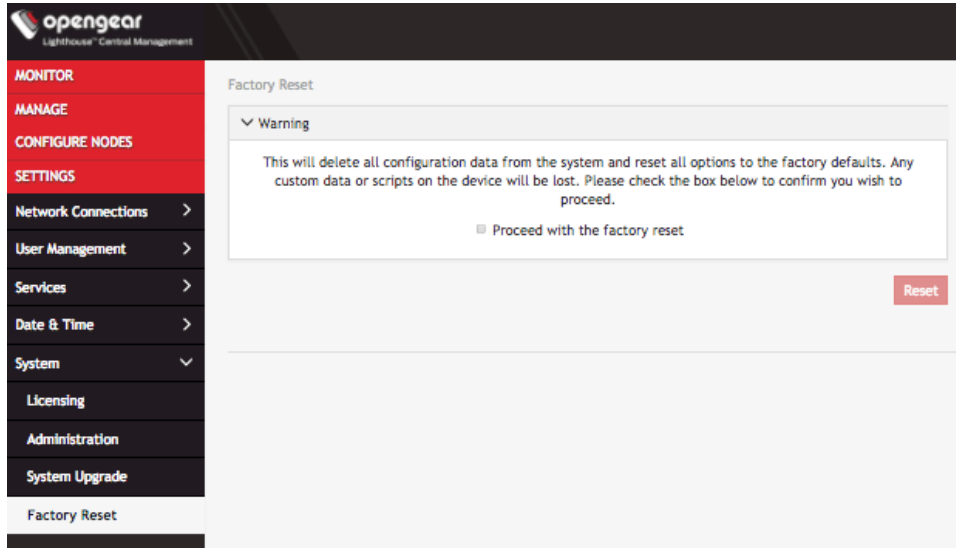 opengear
Lighthouse™ Central Management
MONITOR
MANAGE
CONFIGURE NODES
SETTINGS
Network Connections
User Management
Services
Date & Time
System
Licensing
Administration
System Upgrade
Factory Reset
Factory Reset
Warning
This will delete all configuration data from the system and reset all options to the factory defaults. Any
custom data or scripts on the device will be lost. Please check the box below to confirm you wish to
proceed.
Proceed with the factory reset
Reset